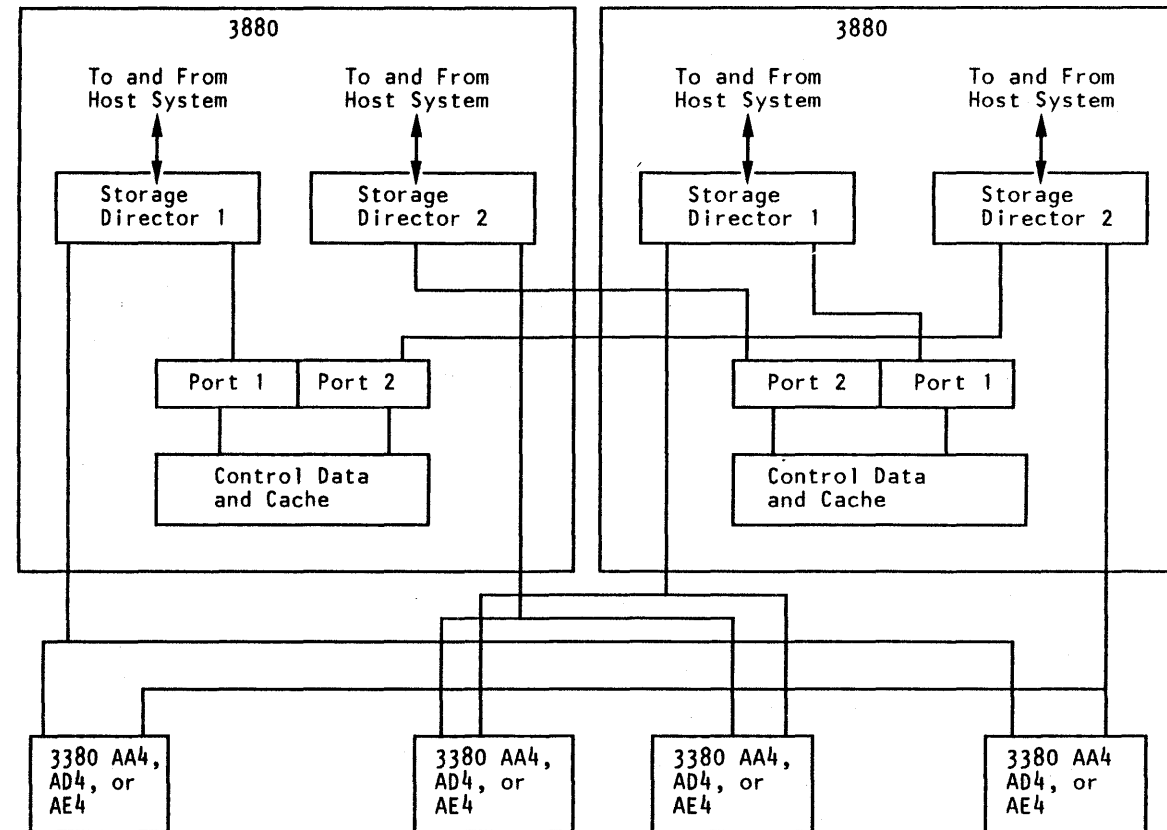 3880
3880
To and From
Host System
To and From
Host System
To and From
Host System
To and From
Host System
Storage
Director 1
Storage
Director 2
Storage
Director 1
Storage
Director 2
Port 1
Port 2
Port 2
Port 1
Control Data
and Cache
Control Data
and Cache
3380 AA4,
AD4, or
AE4
3380 AA4,
AD4, or
AE4
3380 AA4,
AD4, or
AE4
3380 AA4
AD4, or
AE4